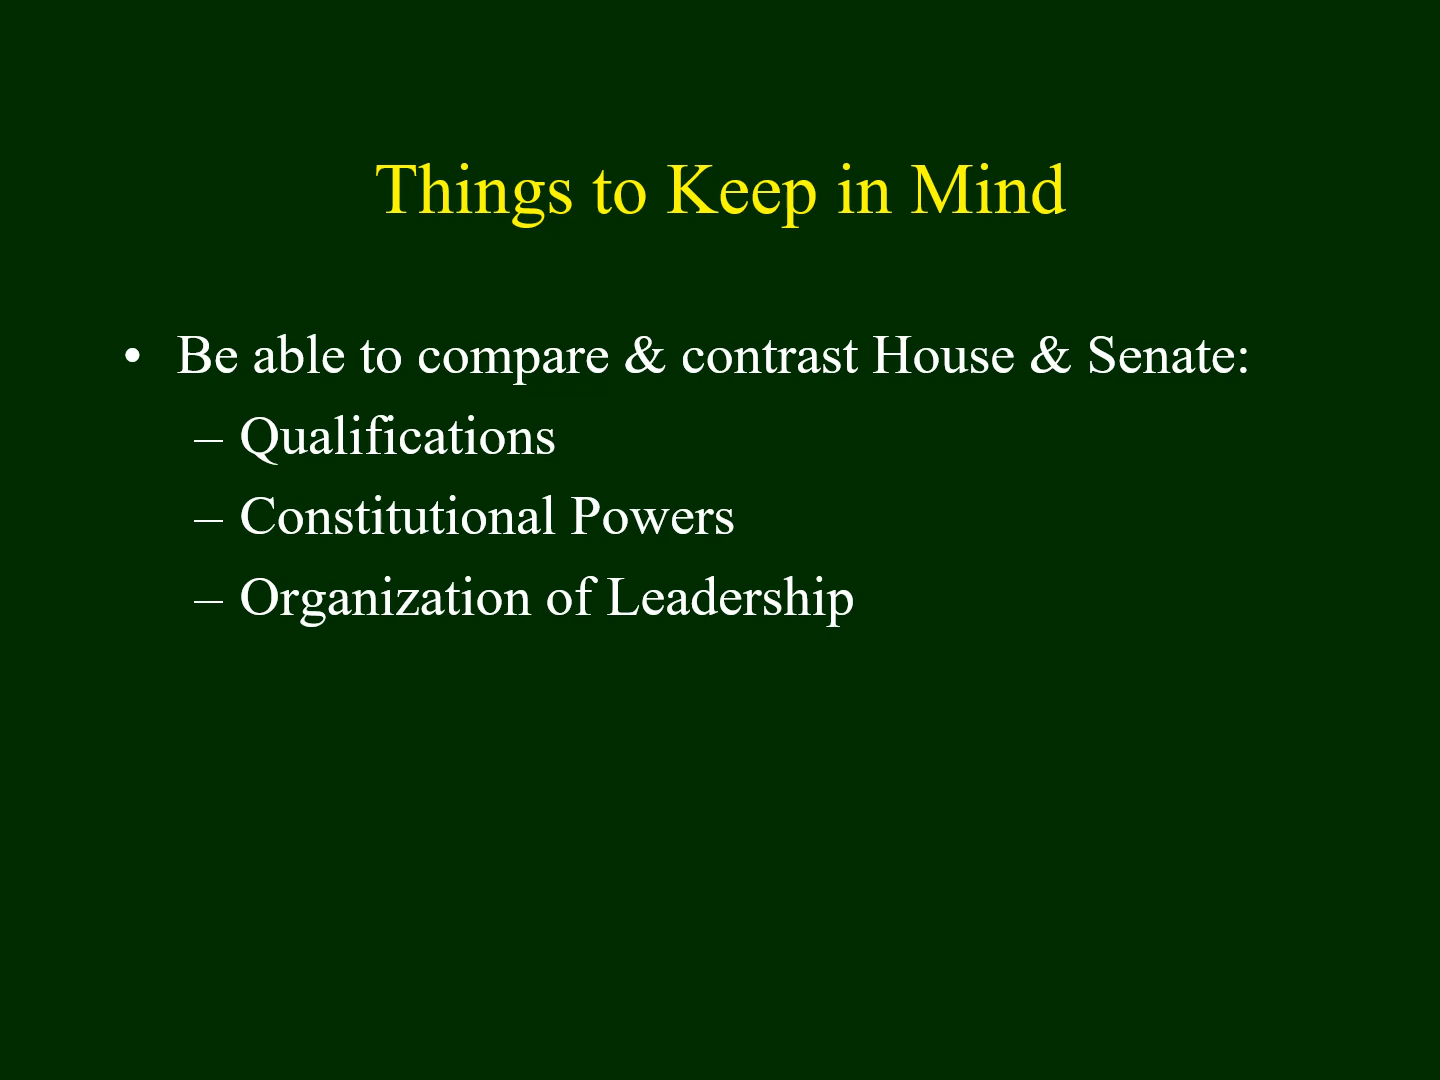 Things to Keep in Mind
• Be able to compare & contrast House & Senate:
– Qualifications
– Constitutional Powers
– Organization of Leadership